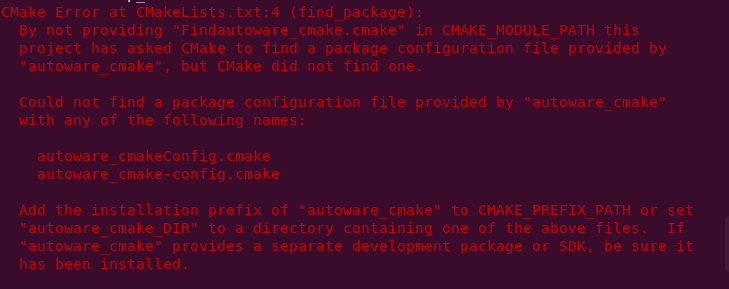 CMake Error at CMakeLists.txt:4 (find_package):
By not providing "Findautoware_cmake.cmake" in CMAKE_MODULE_PATH this
project has asked CMake to find a package configuration file provided by
"autoware_cmake", but CMake did not find one.
Could not find a package configuration file provided by "autoware_cmake"
with any of the following names:
autoware_cmakeConfig.cmake
autoware_cmake-config.cmake
Add the installation prefix of "autoware_cmake" to CMAKE_PREFIX_PATH or set
"autoware_cmake_DIR" to a directory containing one of the above files.  If
"autoware_cmake" provides a separate development package or SDK, be sure it
has been installed.